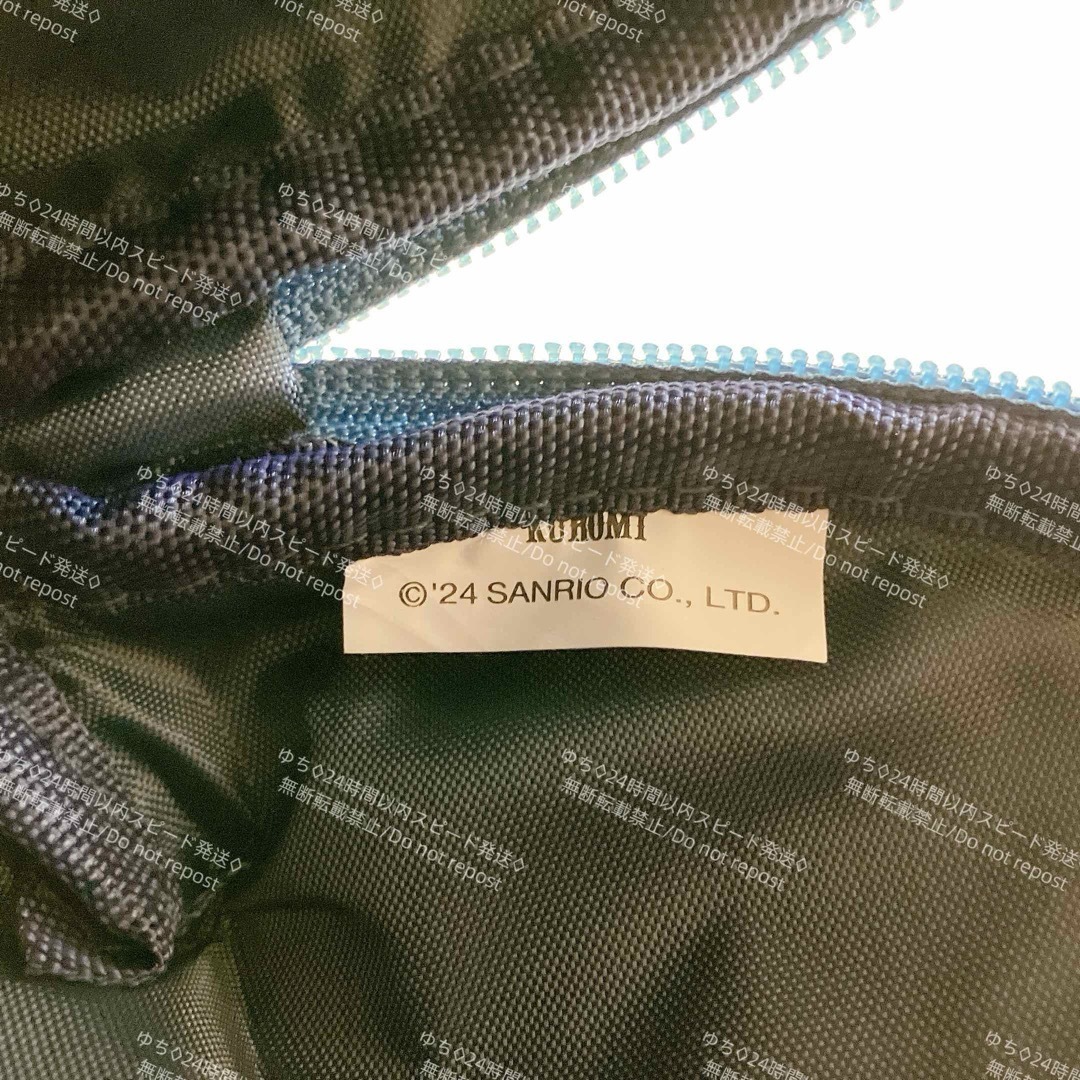 KUROMI
©'24 SANRIO CO., LTD.
ゆち◇24時間以内スピード発送◇
無断転載禁止/Do not repost